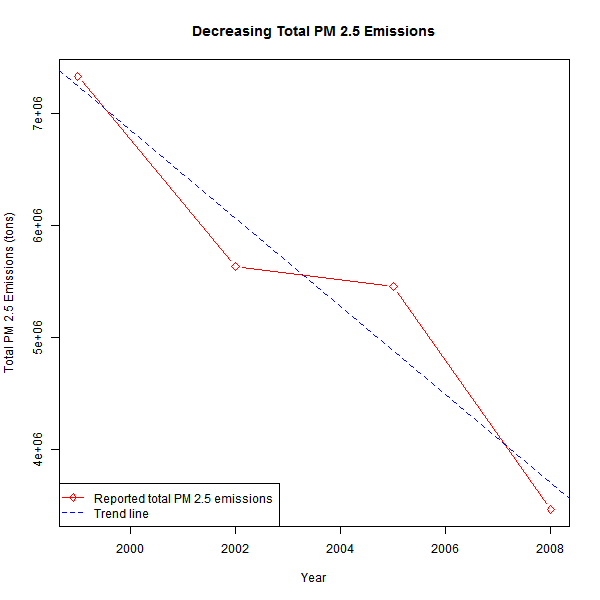 Decreasing Total PM 2.5 Emissions
Total PM 2.5 Emissions (tons)
7e+06
6e+06
5e+06
4e+06
Reported total PM 2.5 emissions
Trend line
2000 2002 2004 2006 2008
Year